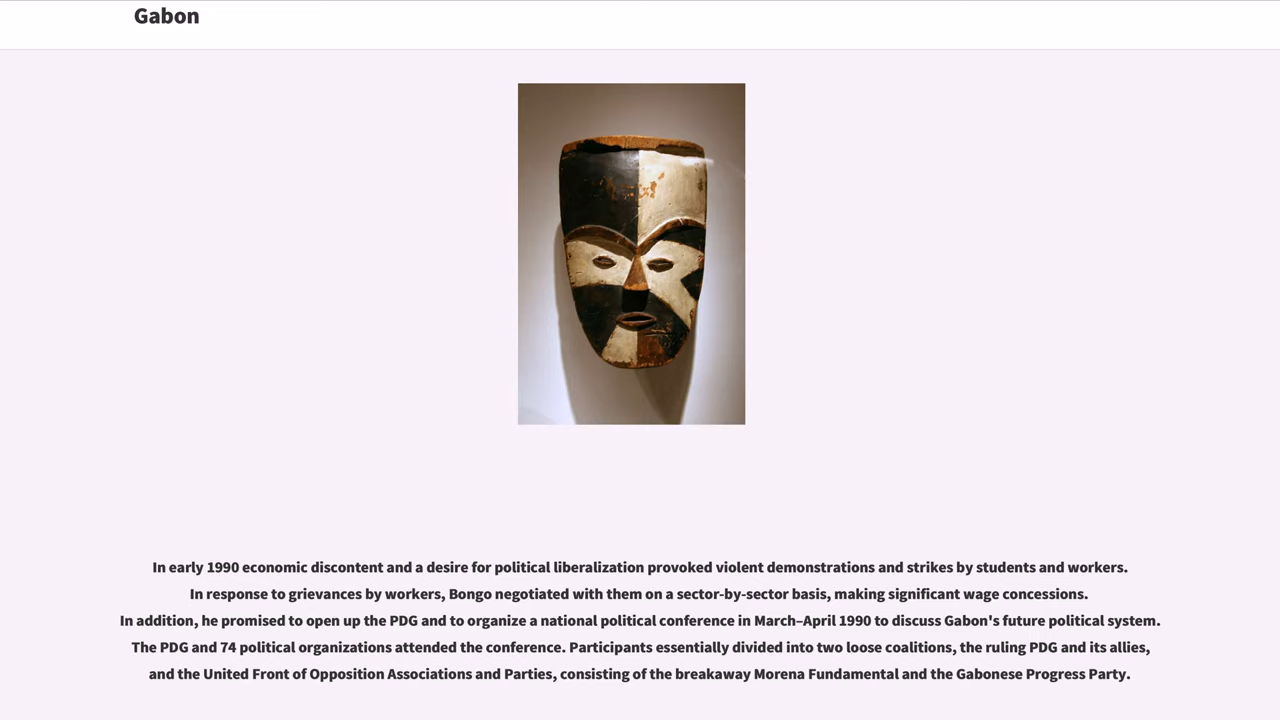 Gabon
In early 1990 economic discontent and a desire for political liberalization provoked violent demonstrations and strikes by students and workers.
In response to grievances by workers, Bongo negotiated with them on a sector-by-sector basis, making significant wage concessions.
In addition, he promised to open up the PDG and to organize a national political conference in March–April 1990 to discuss Gabon's future political system.
The PDG and 74 political organizations attended the conference. Participants essentially divided into two loose coalitions, the ruling PDG and its allies,
and the United Front of Opposition Associations and Parties, consisting of the breakaway Morena Fundamental and the Gabonese Progress Party.